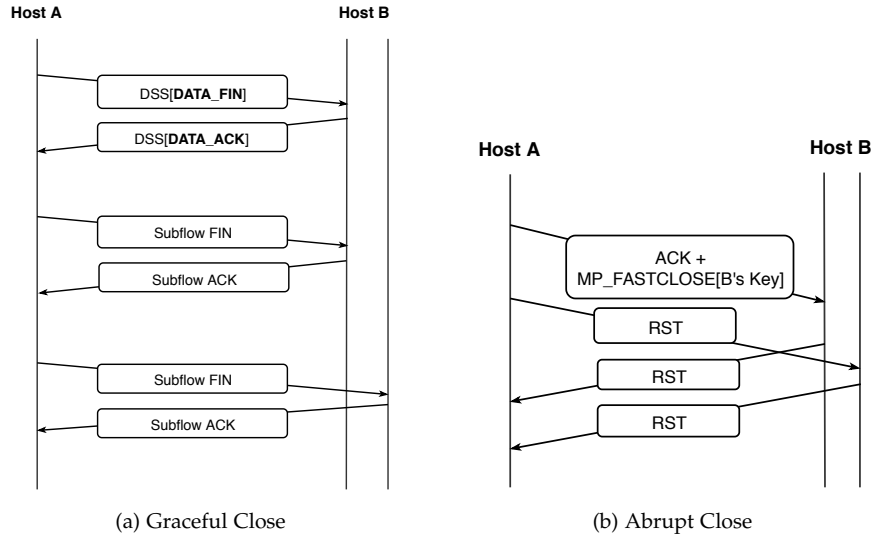 Host A
Host B
DSS[DATA_FIN]
DSS[DATA_ACK]
Subflow FIN
Subflow ACK
Subflow FIN
Subflow ACK
(a) Graceful Close
Host A
Host B
ACK +
MP_FASTCLOSE[B's Key]
RST
RST
RST
(b) Abrupt Close